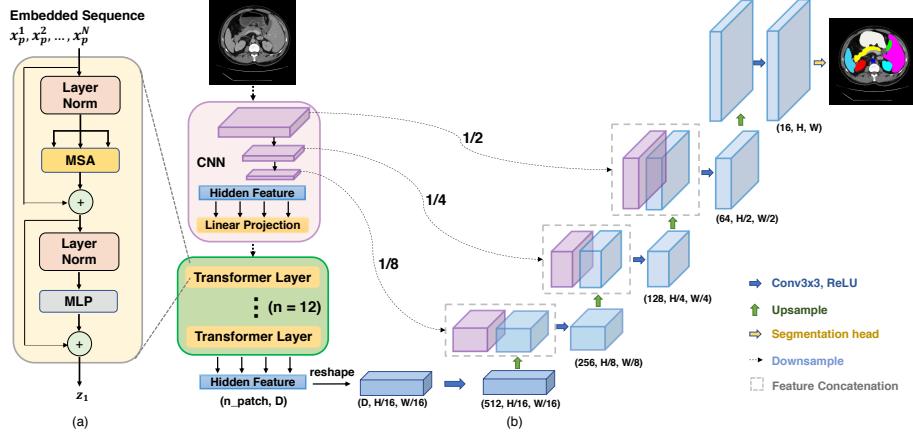 Embedded Sequence
x_p^1, x_p^2, ..., x_p^N
Layer
Norm
MSA
+
Layer
Norm
MLP
+
z_1
(a)
CNN
Hidden Feature
Linear Projection
Transformer Layer
(n = 12)
Transformer Layer
Hidden Feature
(n_patch, D)
reshape
(D, H/16, W/16)
(512, H/16, W/16)
(b)
1/2
1/4
1/8
(256, H/8, W/8)
(128, H/4, W/4)
(64, H/2, W/2)
(16, H, W)
Conv3x3, ReLU
Upsample
Segmentation head
Downsample
Feature Concatenation